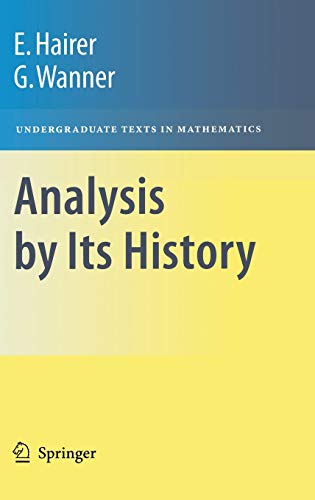 E. Hairer
G. Wanner
UNDERGRADUATE TEXTS IN MATHEMATICS
Analysis
by Its History
Springer